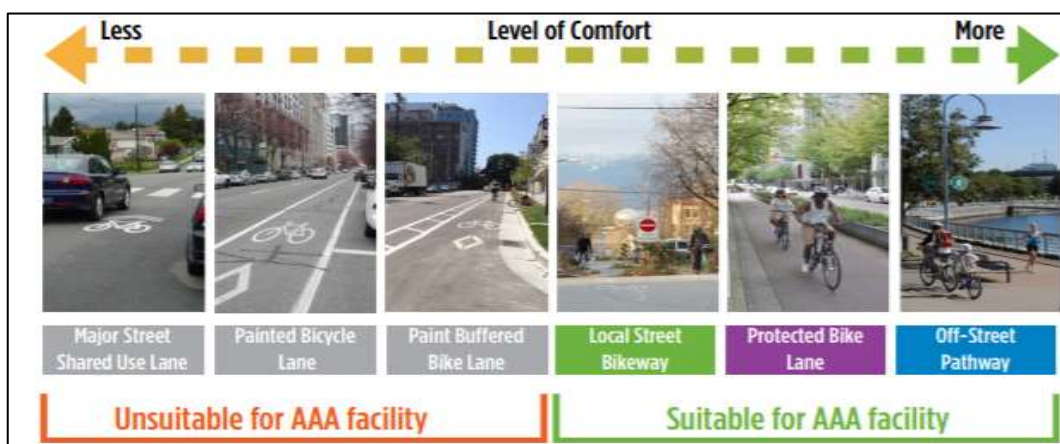 Less Level of Comfort More
Major Street
Shared Use Lane
Painted Bicycle
Lane
Paint Buffered
Bike Lane
Local Street
Bikeway
Protected Bike
Lane
Off-Street
Pathway
Unsuitable for AAA facility
Suitable for AAA facility